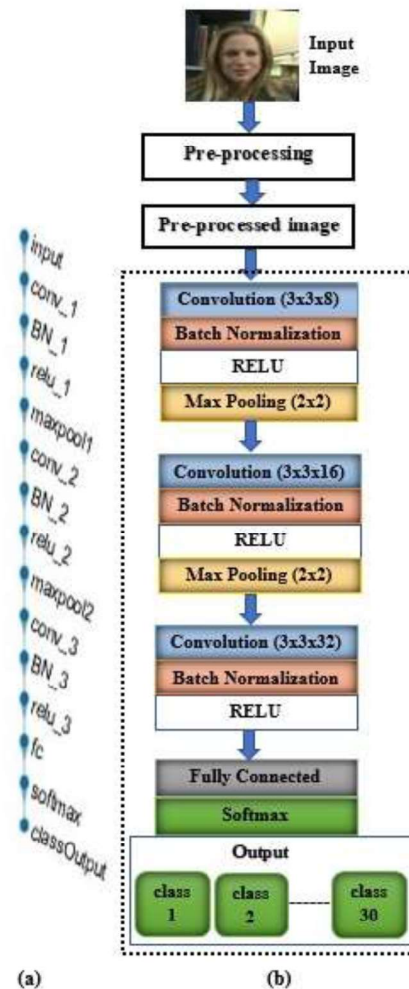 Input
Image
Pre-processing
Pre-processed image
input
conv_1
BN_1
relu_1
maxpool1
conv_2
BN_2
relu_2
maxpool2
conv_3
BN_3
relu_3
fc
softmax
classOutput
Convolution (3x3x8)
Batch Normalization
RELU
Max Pooling (2x2)
Convolution (3x3x16)
Batch Normalization
RELU
Max Pooling (2x2)
Convolution (3x3x32)
Batch Normalization
RELU
Fully Connected
Softmax
Output
class
1
class
2
class
30
(a)
(b)